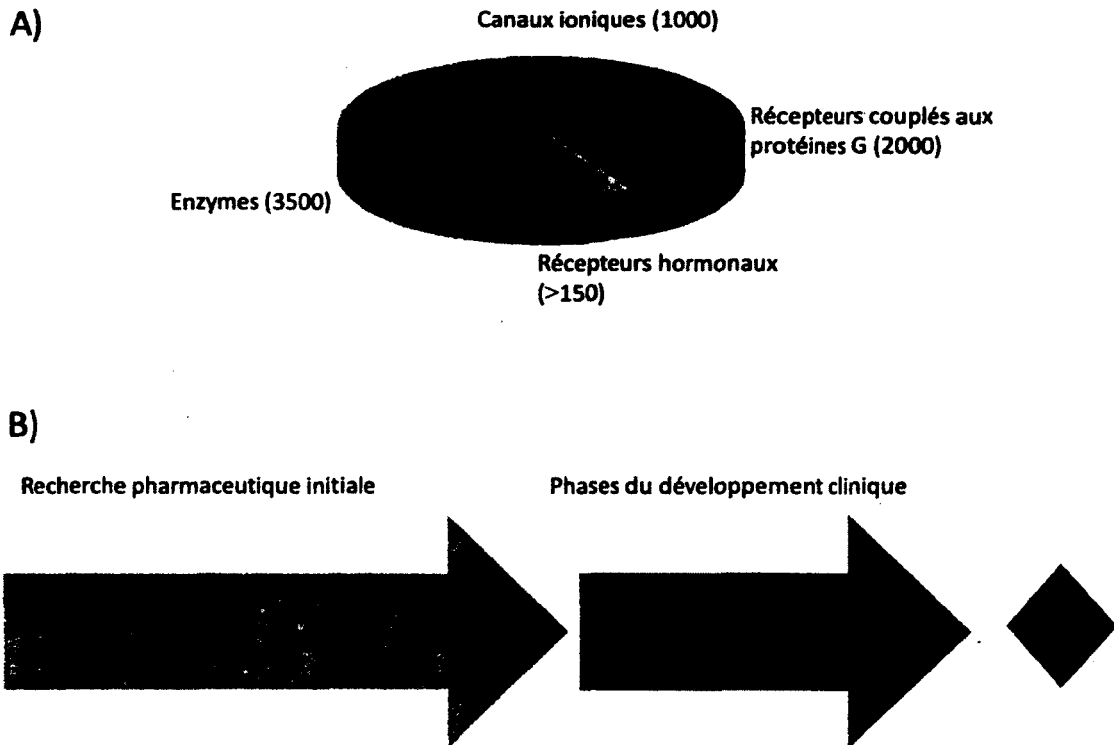 A)
Canaux ioniques (1000)
Récepteurs couplés aux
protéines G (2000)
Enzymes (3500)
Récepteurs hormonaux
(>150)
B)
Recherche pharmaceutique initiale
Phases du développement clinique